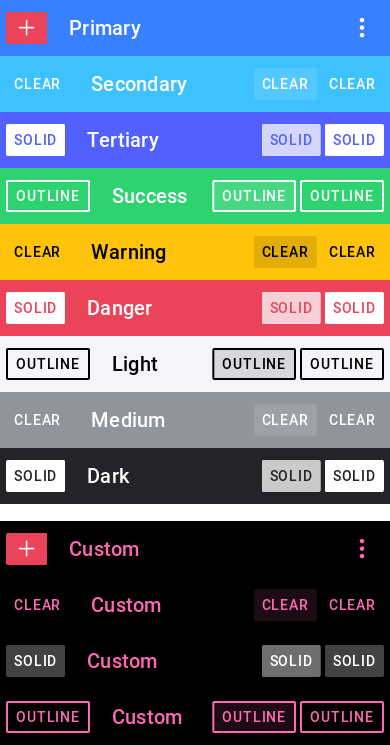 Primary
CLEAR Secondary CLEAR CLEAR
SOLID Tertiary SOLID SOLID
OUTLINE Success OUTLINE OUTLINE
CLEAR Warning CLEAR CLEAR
SOLID Danger SOLID SOLID
OUTLINE Light OUTLINE OUTLINE
CLEAR Medium CLEAR CLEAR
SOLID Dark SOLID SOLID
Custom
CLEAR Custom CLEAR CLEAR
SOLID Custom SOLID SOLID
OUTLINE Custom OUTLINE OUTLINE